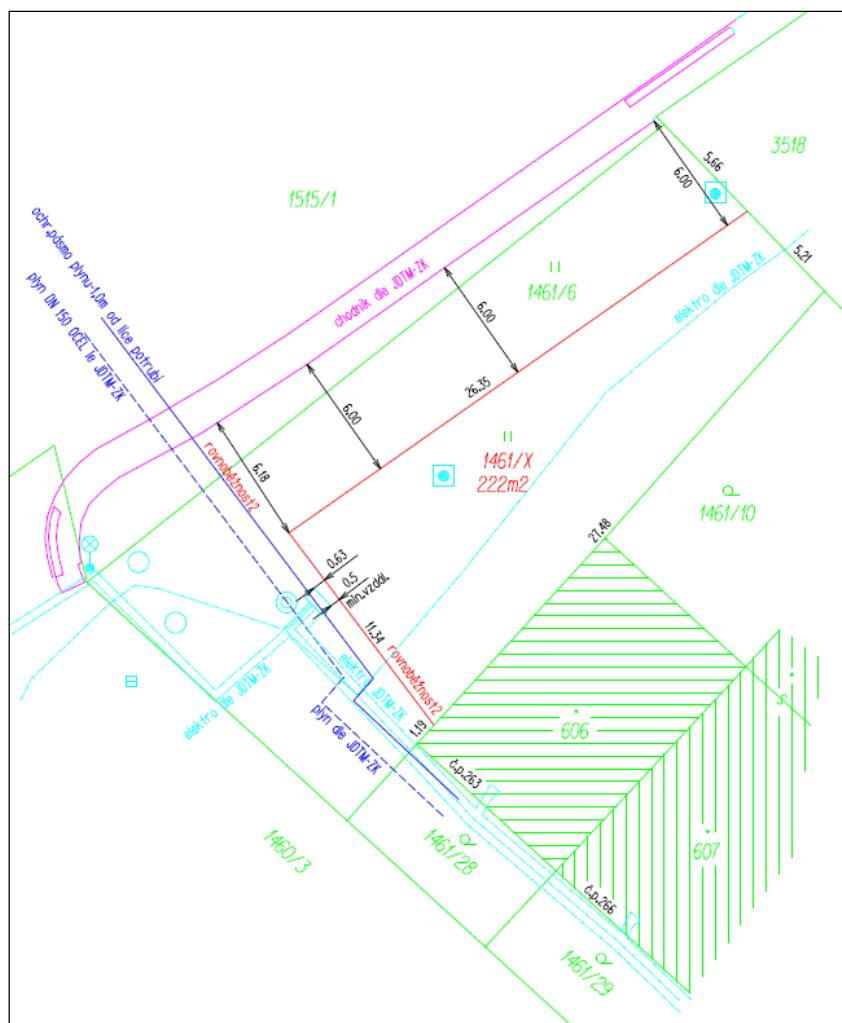 3518
5.66
6.00
1515/1
ochr.pásmo plynu-1,0m od líce potrubí
plyn DN 150 OCEL le JDTM-ZK
chodník dle JDTM-ZK
1461/6
elektro dle JDTM-ZK
5.21
6.00
26.35
6.00
rovnoběžnost2
6.18
1461/X
222m2
1461/10
27.48
0.63
0.5
min.vzdál.
11.34
rovnoběžnost2
elektro JDTM-ZK
elektro dle JDTM-ZK
plyn dle JDTM-ZK
1.19
606
s
č.p.263
607
1460/3
1461/28
č.p.266
1461/29